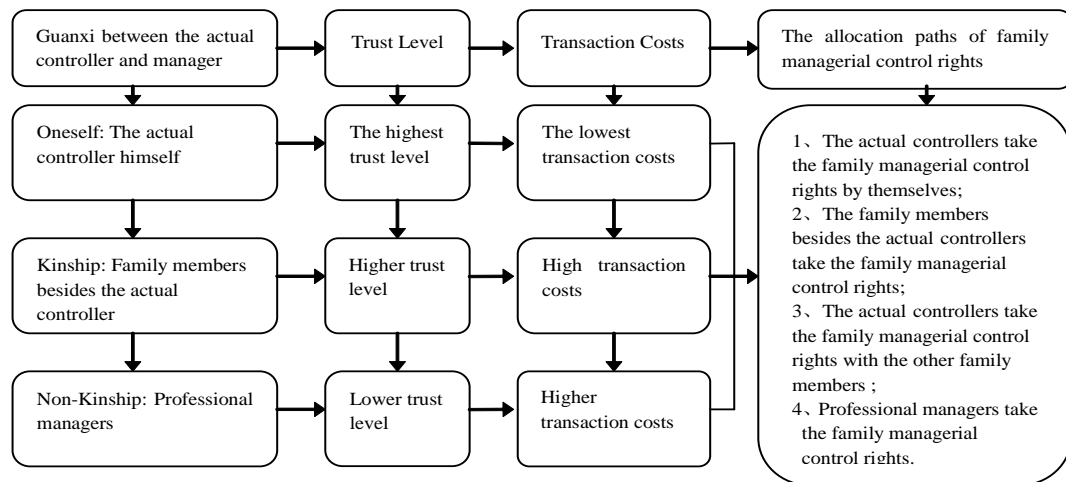 Guanxi between the actual
controller and manager
Trust Level
Transaction Costs
The allocation paths of family
managerial control rights
Oneself: The actual
controller himself
The highest
trust level
The lowest
transaction costs
1、The actual controllers take
the family managerial control
rights by themselves;
2、The family members
besides the actual controllers
take the family managerial
control rights;
3、The actual controllers take
the family managerial control
rights with the other family
members ;
4、Professional managers take
the family managerial
control rights.
Kinship: Family members
besides the actual
controller
Higher trust
level
High transaction
costs
Non-Kinship: Professional
managers
Lower trust
level
Higher
transaction costs